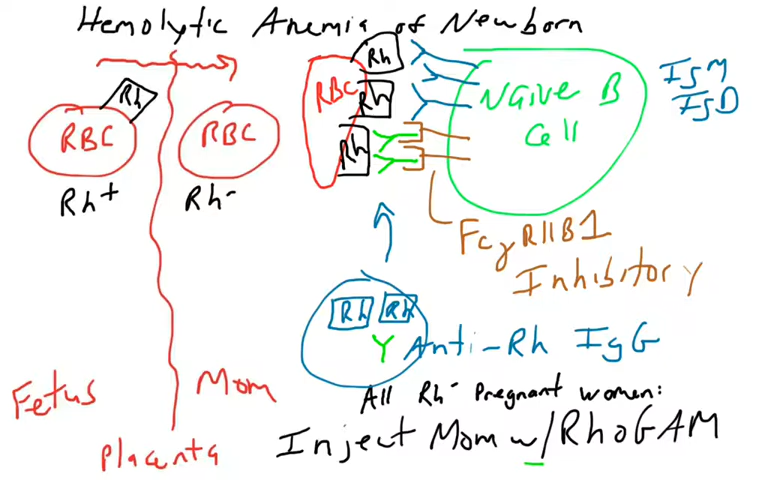 Hemolytic Anemia of Newborn
Rh
RBC
Rh+
RBC
Rh-
RBC
Rh
Rh
Rh
Naive B
Cell
IgM
IgD
FcγRIIB1
Inhibitory
Rh Rh
Anti-Rh IgG
Fetus
Mom
Placenta
All Rh- Pregnant women:
Inject Mom w/RhoGAM